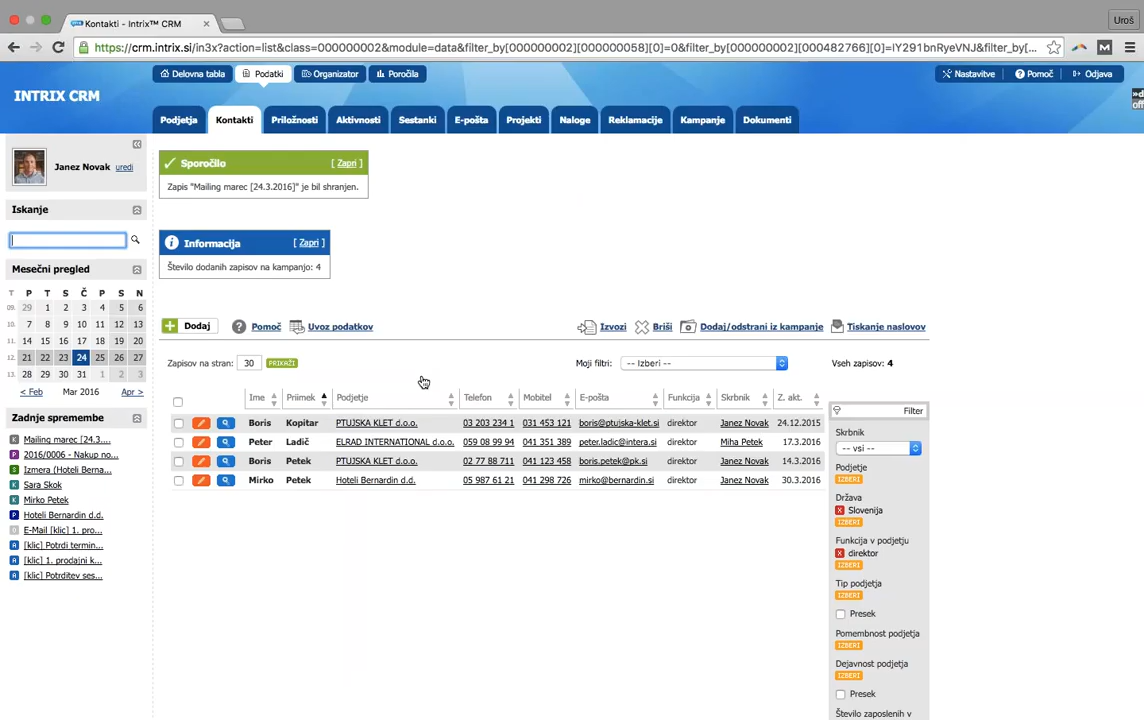 Kontakti - Intrix™ CRM
Uroš
https://crm.intrix.si/in3x?action=list&class=000000002&module=data&filter_by[000000002][000000058][0]=0&filter_by[000000002][000482766][0]=IY291bnRyeVNJ&filter_by[...
Delovna tabla
Podatki
Organizator
Poročila
Nastavitve
Pomoč
Odjava
INTRIX CRM
Podjetja
Kontakti
Priložnosti
Aktivnosti
Sestanki
E-pošta
Projekti
Naloge
Reklamacije
Kampanje
Dokumenti
Janez Novak uredi
Iskanje
Mesečni pregled
T P T S Č P S N
09. 29 1 2 3 4 5 6
10. 7 8 9 10 11 12 13
11. 14 15 16 17 18 19 20
12. 21 22 23 24 25 26 27
13. 28 29 30 31 1 2 3
< Feb Mar 2016 Apr >
Zadnje spremembe
K Mailing marec [24.3....
P 2016/0006 - Nakup no...
S Izmera (Hoteli Berna...
K Sara Skok
K Mirko Petek
P Hoteli Bernardin d.d.
E-Mail [klic] 1. pro...
A [klic] Potrdi termin...
A [klic] 1. prodajni k...
A [klic] Potrditev ses...
Sporočilo [ Zapri ]
Zapis "Mailing marec [24.3.2016]" je bil shranjen.
Informacija [ Zapri ]
Število dodanih zapisov na kampanjo: 4
Dodaj
Pomoč
Uvoz podatkov
Izvozi
Briši
Dodaj/odstrani iz kampanje
Tiskanje naslovov
Zapisov na stran: 30 PRIKAŽI
Moji filtri: -- Izberi --
Vseh zapisov: 4
Ime Priimek Podjetje Telefon Mobitel E-pošta Funkcija Skrbnik Z. akt.
Boris Kopitar PTUJSKA KLET d.o.o. 03 203 234 1 031 453 121 boris@ptujska-klet.si direktor Janez Novak 24.12.2015
Peter Ladič ELRAD INTERNATIONAL d.o.o. 059 08 99 94 041 351 389 peter.ladic@intera.si direktor Miha Petek 17.3.2016
Boris Petek PTUJSKA KLET d.o.o. 02 77 88 711 041 123 458 boris.petek@pk.si direktor Janez Novak 14.3.2016
Mirko Petek Hoteli Bernardin d.d. 05 987 61 21 041 298 726 mirko@bernardin.si direktor Janez Novak 30.3.2016
Filter
Skrbnik
-- vsi --
Podjetje
IZBERI
Država
X Slovenija
IZBERI
Funkcija v podjetju
X direktor
IZBERI
Tip podjetja
IZBERI
Presek
Pomembnost podjetja
IZBERI
Dejavnost podjetja
IZBERI
Presek
Število zaposlenih v